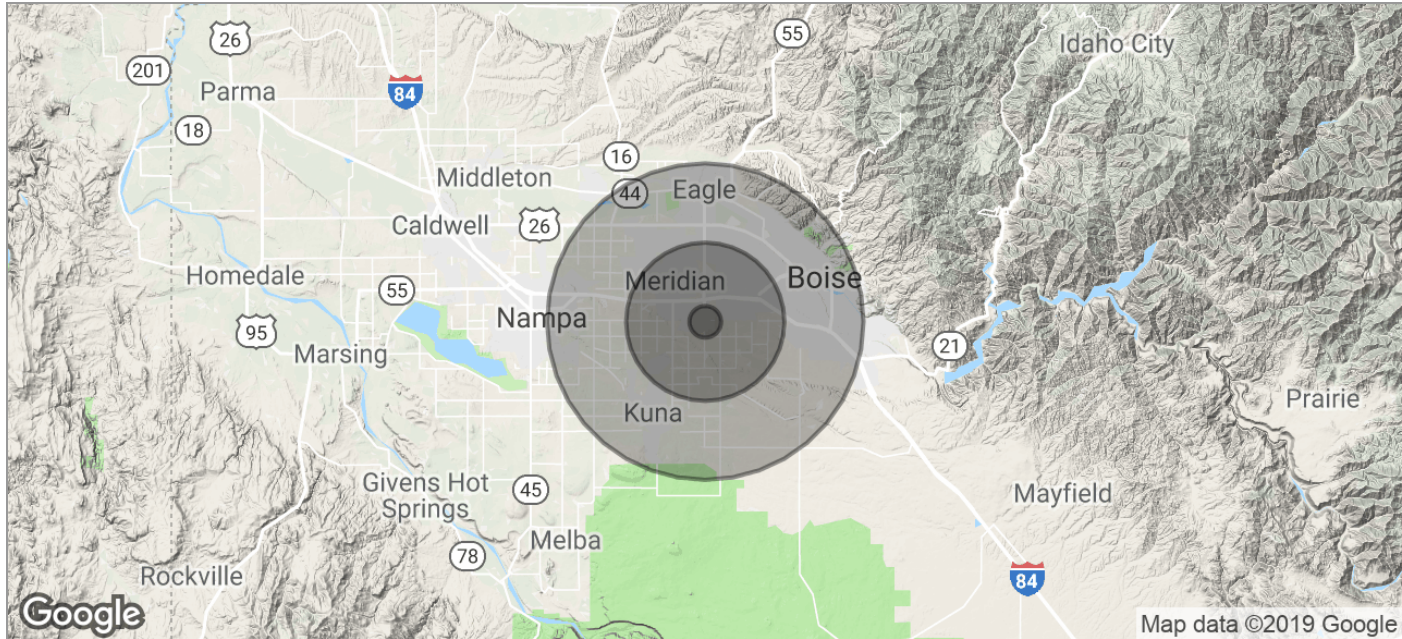 55
Idaho City
26
201
Parma
84
18
16
Middleton
Eagle
44
Caldwell
26
Homedale
Meridian
Boise
55
Nampa
95
21
Marsing
Kuna
Prairie
Givens Hot
Springs
45
Mayfield
Melba
78
Rockville
84
Google
Map data ©2019 Google